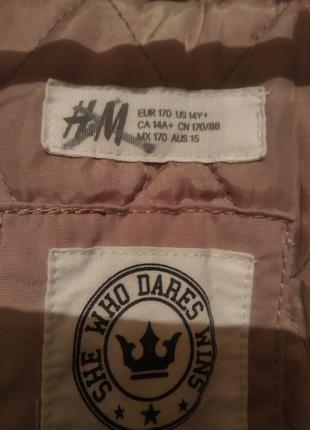 H&M
EUR 170 US 14Y+
CA 14A+ CN 170/88
MX 170 AUS 15
SHE WHO DARES WINS